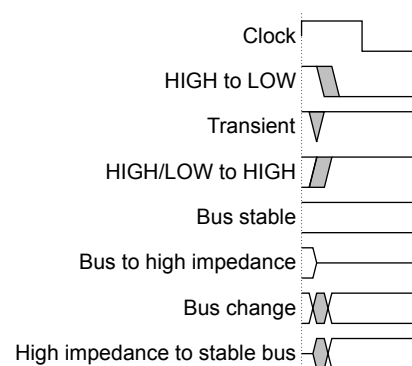 Clock
HIGH to LOW
Transient
HIGH/LOW to HIGH
Bus stable
Bus to high impedance
Bus change
High impedance to stable bus